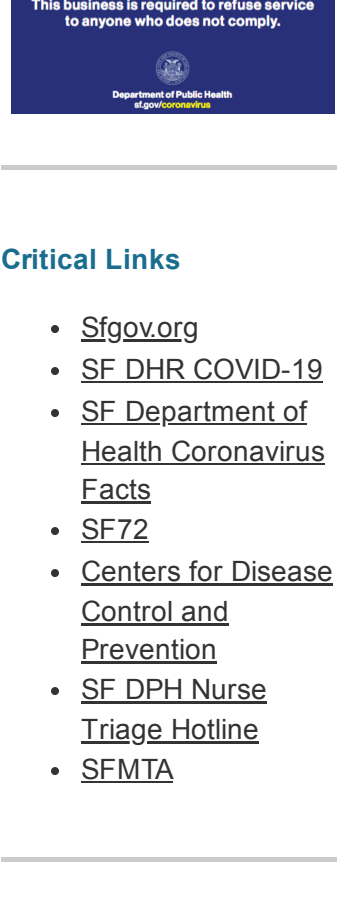 This business is required to refuse service
to anyone who does not comply.
Department of Public Health
sf.gov/coronavirus
Critical Links
Sfgov.org
SF DHR COVID-19
SF Department of
Health Coronavirus
Facts
SF72
Centers for Disease
Control and
Prevention
SF DPH Nurse
Triage Hotline
SFMTA